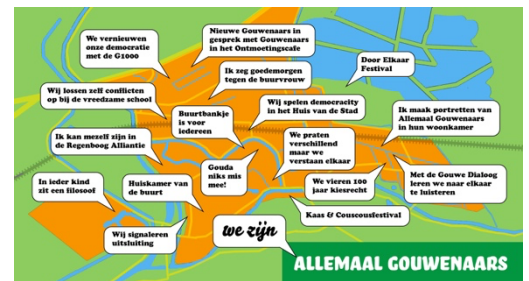 We vernieuwen
onze democratie
met de G1000
Nieuwe Gouwenaars in
gesprek met Gouwenaars
in het Ontmoetingscafe
Ik zeg goedemorgen
tegen de buurvrouw
Door Elkaar
Festival
Wij lossen zelf conflicten
op bij de vreedzame school
Buurtbankje
is voor
iedereen
Wij spelen democracity
in het Huis van de Stad
Ik maak portretten van
Allemaal Gouwenaars
in hun woonkamer
Ik kan mezelf zijn in
de Regenboog Alliantie
We praten
verschillend
maar we
verstaan elkaar
Gouda
niks mis
mee!
In ieder kind
zit een filosoof
Huiskamer van
de buurt
We vieren 100
jaar kiesrecht
Met de Gouwe Dialoog
leren we naar elkaar
te luisteren
Kaas & Couscousfestival
Wij signaleren
uitsluiting
we zijn
ALLEMAAL GOUWENAARS